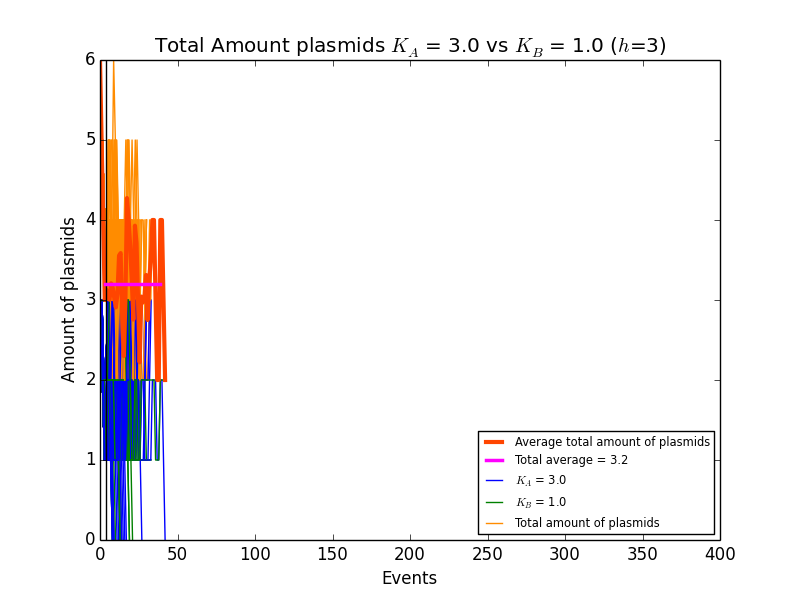 Total Amount plasmids K_A = 3.0 vs K_B = 1.0 (h=3)
6
5
4
3
2
1
0
Amount of plasmids
0 50 100 150 200 250 300 350 400
Events
Average total amount of plasmids
Total average = 3.2
K_A = 3.0
K_B = 1.0
Total amount of plasmids